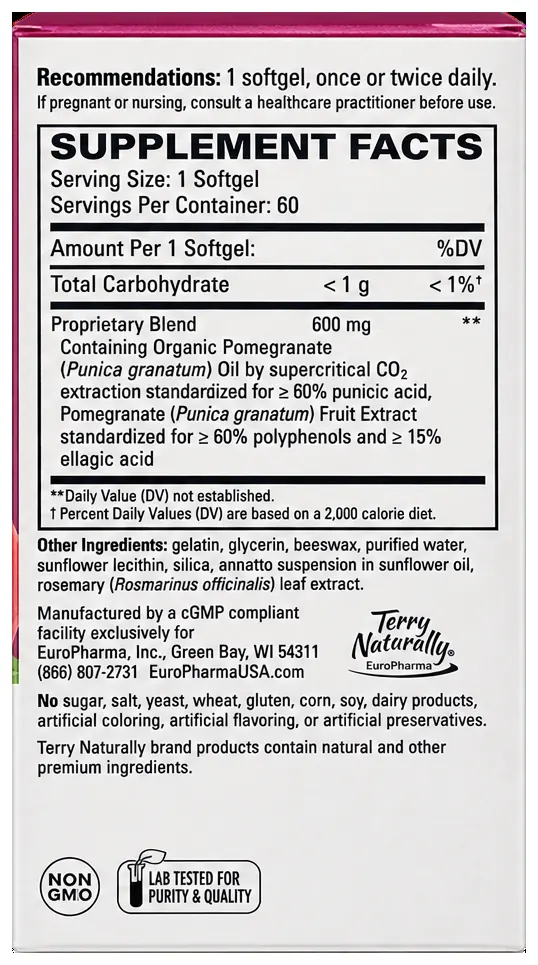 Recommendations: 1 softgel, once or twice daily.
If pregnant or nursing, consult a healthcare practitioner before use.
SUPPLEMENT FACTS
Serving Size: 1 Softgel
Servings Per Container: 60
Amount Per 1 Softgel: %DV
Total Carbohydrate < 1 g < 1%†
Proprietary Blend 600 mg **
Containing Organic Pomegranate
(Punica granatum) Oil by supercritical CO₂
extraction standardized for ≥ 60% punicic acid,
Pomegranate (Punica granatum) Fruit Extract
standardized for ≥ 60% polyphenols and ≥ 15%
ellagic acid
**Daily Value (DV) not established.
† Percent Daily Values (DV) are based on a 2,000 calorie diet.
Other Ingredients: gelatin, glycerin, beeswax, purified water,
sunflower lecithin, silica, annatto suspension in sunflower oil,
rosemary (Rosmarinus officinalis) leaf extract.
Manufactured by a cGMP compliant
facility exclusively for
EuroPharma, Inc., Green Bay, WI 54311
(866) 807-2731 EuroPharmaUSA.com
Terry
Naturally®
EuroPharma
No sugar, salt, yeast, wheat, gluten, corn, soy, dairy products,
artificial coloring, artificial flavoring, or artificial preservatives.
Terry Naturally brand products contain natural and other
premium ingredients.
NON
GMO
LAB TESTED FOR
PURITY & QUALITY